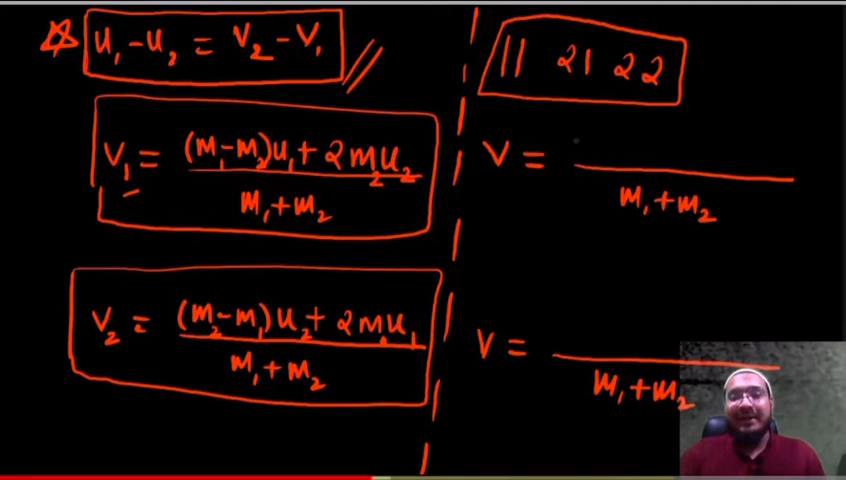 ☆ u₁-u₂ = V₂-V₁ //
V₁ = (m₁-m₂)u₁+2m₂u₂
m₁+m₂
V₂ = (m₂-m₁)u₂+2m₁u₁
m₁+m₂
11 21 22
V =
m₁+m₂
V =
m₁+m₂